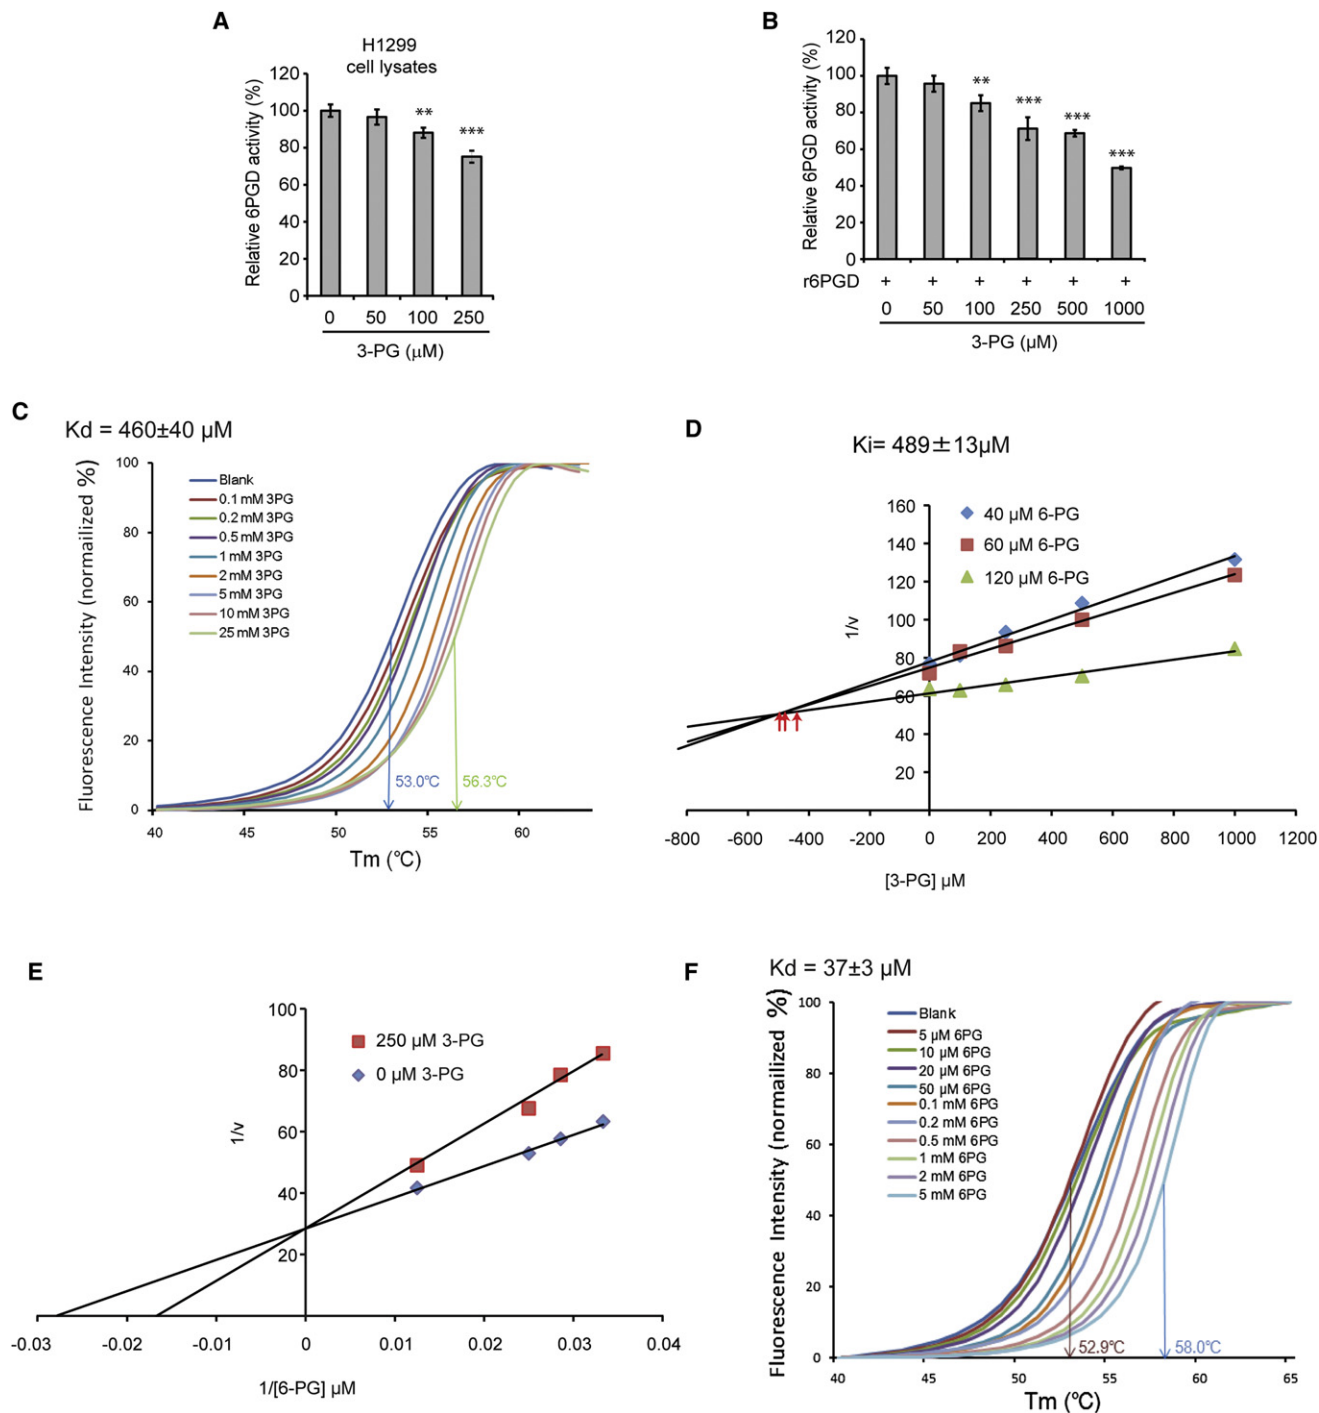 A
H1299
cell lysates
Relative 6PGD activity (%)
120
100
80
60
40
20
0
**
***
0 50 100 250
3-PG (μM)
B
Relative 6PGD activity (%)
120
100
80
60
40
20
0
**
***
***
***
r6PGD + + + + + +
0 50 100 250 500 1000
3-PG (μM)
C
Kd = 460±40 μM
Fluorescence Intensity (normailized %)
100
80
60
40
20
0
Blank
0.1 mM 3PG
0.2 mM 3PG
0.5 mM 3PG
1 mM 3PG
2 mM 3PG
5 mM 3PG
10 mM 3PG
25 mM 3PG
53.0℃
56.3℃
40 45 50 55 60
Tm (℃)
D
Ki= 489±13μM
1/v
160
140
120
100
80
60
40
20
40 μM 6-PG
60 μM 6-PG
120 μM 6-PG
-800 -600 -400 -200 0 200 400 600 800 1000 1200
[3-PG] μM
E
1/v
100
80
60
40
20
250 μM 3-PG
0 μM 3-PG
-0.03 -0.02 -0.01 0 0.01 0.02 0.03 0.04
1/[6-PG] μM
F
Kd = 37±3 μM
Fluorescence Intensity (normailized %)
100
80
60
40
20
0
Blank
5 μM 6PG
10 μM 6PG
20 μM 6PG
50 μM 6PG
0.1 mM 6PG
0.2 mM 6PG
0.5 mM 6PG
1 mM 6PG
2 mM 6PG
5 mM 6PG
52.9℃
58.0℃
40 45 50 55 60 65
Tm (℃)